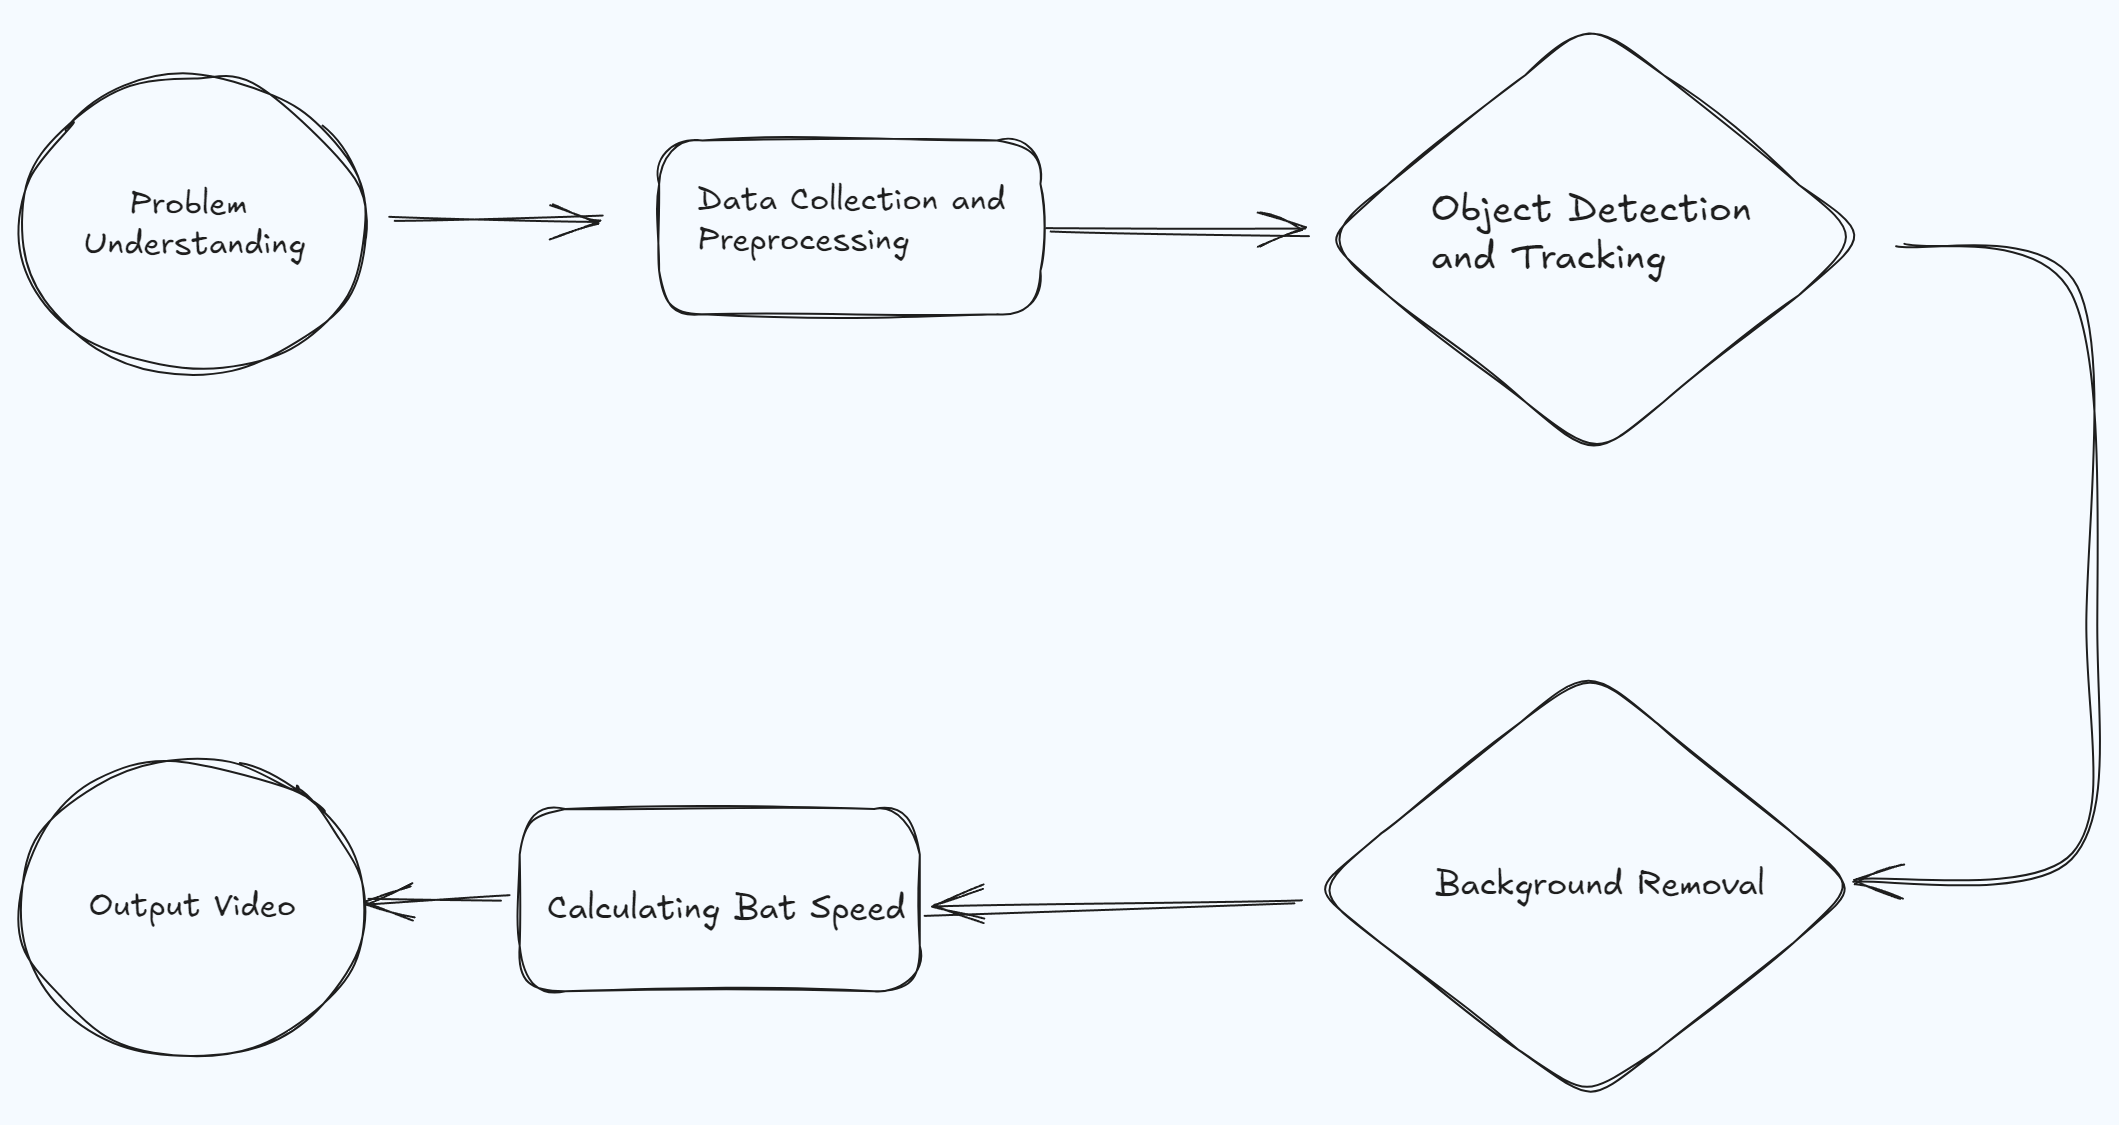 Problem
Understanding
Data Collection and
Preprocessing
Object Detection
and Tracking
Background Removal
Calculating Bat Speed
Output Video